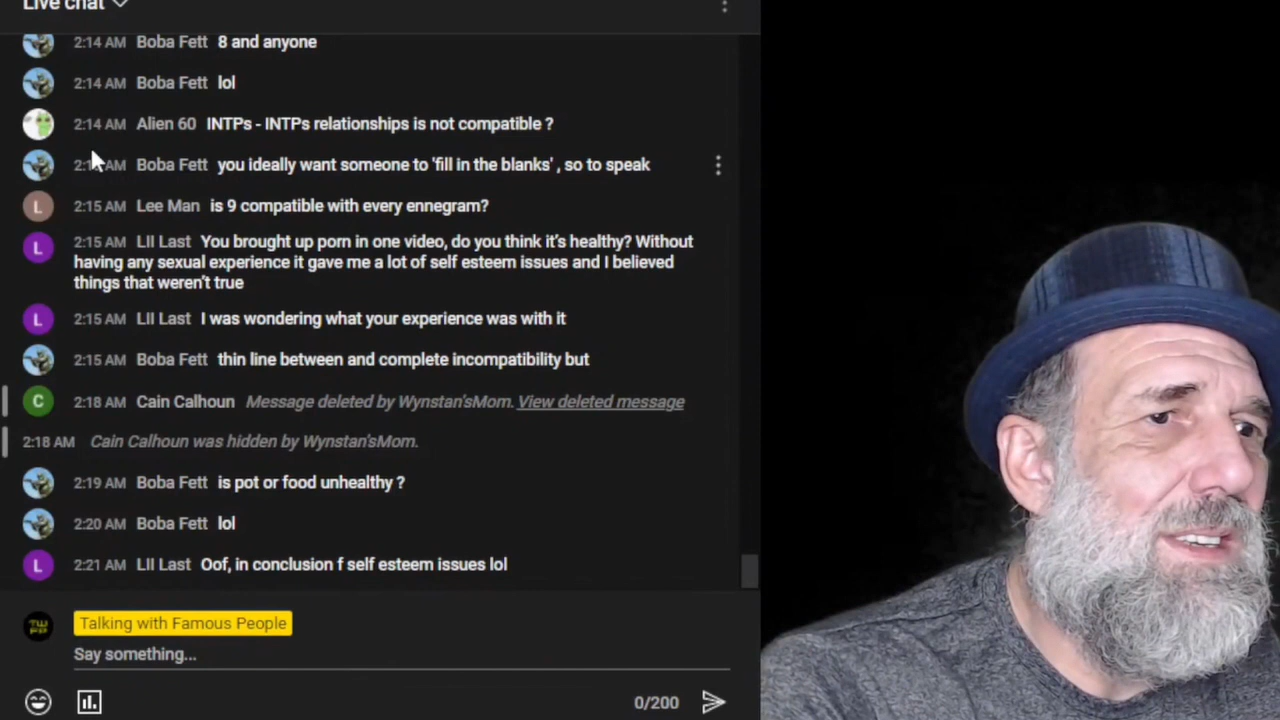 Live chat
2:14 AM Boba Fett 8 and anyone
2:14 AM Boba Fett lol
2:14 AM Alien 60 INTPs - INTPs relationships is not compatible ?
AM Boba Fett you ideally want someone to 'fill in the blanks' , so to speak
L 2:15 AM Lee Man is 9 compatible with every ennegram?
L 2:15 AM Lil Last You brought up porn in one video, do you think it's healthy? Without
having any sexual experience it gave me a lot of self esteem issues and I believed
things that weren't true
L 2:15 AM Lil Last I was wondering what your experience was with it
2:15 AM Boba Fett thin line between and complete incompatibility but
C 2:18 AM Cain Calhoun Message deleted by Wynstan'sMom. View deleted message
2:18 AM Cain Calhoun was hidden by Wynstan'sMom.
2:19 AM Boba Fett is pot or food unhealthy ?
2:20 AM Boba Fett lol
L 2:21 AM Lil Last Oof, in conclusion f self esteem issues lol
TWFP Talking with Famous People
Say something...
0/200